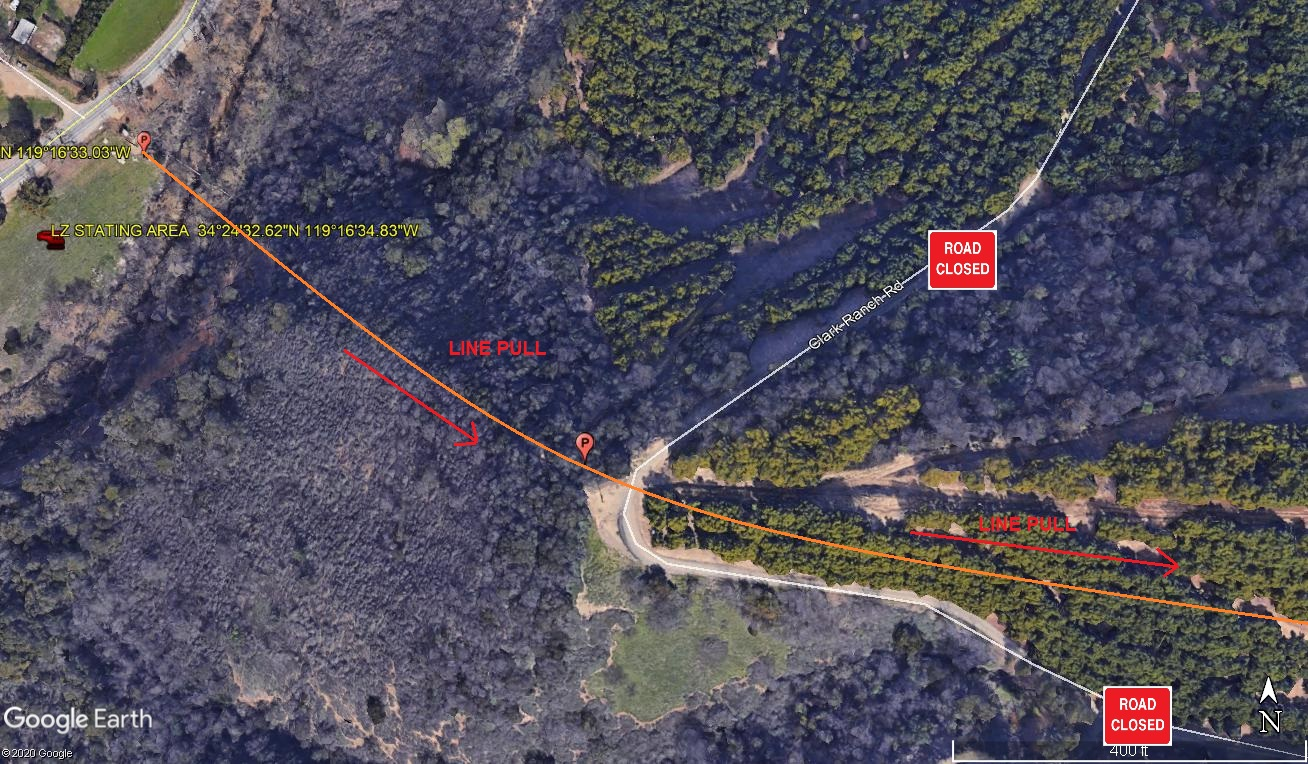 N 119°16'33.03"W
P
LZ STATING AREA 34°24'32.62"N 119°16'34.83"W
ROAD
CLOSED
Clark Ranch Rd
LINE PULL
P
LINE PULL
ROAD
CLOSED
N
Google Earth
©2020 Google
400 ft